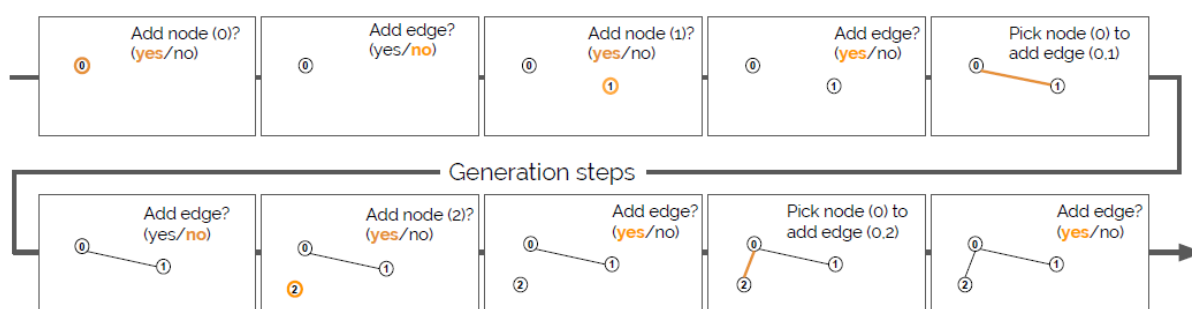 Add node (0)?
(yes/no)
0
Add edge?
(yes/no)
0
Add node (1)?
(yes/no)
0
1
Add edge?
(yes/no)
0
1
Pick node (0) to
add edge (0,1)
0
1
Generation steps
Add edge?
(yes/no)
0
1
Add node (2)?
(yes/no)
0
1
2
Add edge?
(yes/no)
0
1
2
Pick node (0) to
add edge (0,2)
0
1
2
Add edge?
(yes/no)
0
1
2